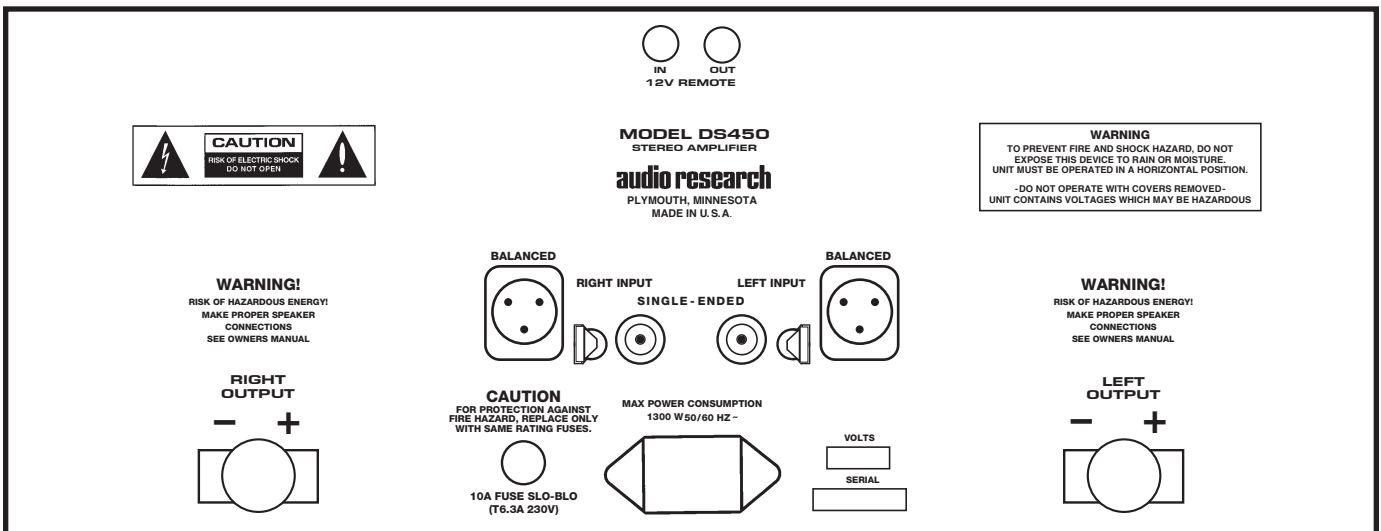 IN OUT
12V REMOTE
CAUTION
RISK OF ELECTRIC SHOCK
DO NOT OPEN
MODEL DS450
STEREO AMPLIFIER
audio research
PLYMOUTH, MINNESOTA
MADE IN U.S.A.
WARNING
TO PREVENT FIRE AND SHOCK HAZARD, DO NOT
EXPOSE THIS DEVICE TO RAIN OR MOISTURE.
UNIT MUST BE OPERATED IN A HORIZONTAL POSITION.
-DO NOT OPERATE WITH COVERS REMOVED-
UNIT CONTAINS VOLTAGES WHICH MAY BE HAZARDOUS
WARNING!
RISK OF HAZARDOUS ENERGY!
MAKE PROPER SPEAKER
CONNECTIONS
SEE OWNERS MANUAL
BALANCED
RIGHT INPUT
LEFT INPUT
SINGLE-ENDED
BALANCED
WARNING!
RISK OF HAZARDOUS ENERGY!
MAKE PROPER SPEAKER
CONNECTIONS
SEE OWNERS MANUAL
RIGHT
OUTPUT
− +
CAUTION
FOR PROTECTION AGAINST
FIRE HAZARD, REPLACE ONLY
WITH SAME RATING FUSES.
10A FUSE SLO-BLO
(T6.3A 230V)
MAX POWER CONSUMPTION
1300 W 50/60 HZ ~
VOLTS
SERIAL
LEFT
OUTPUT
− +